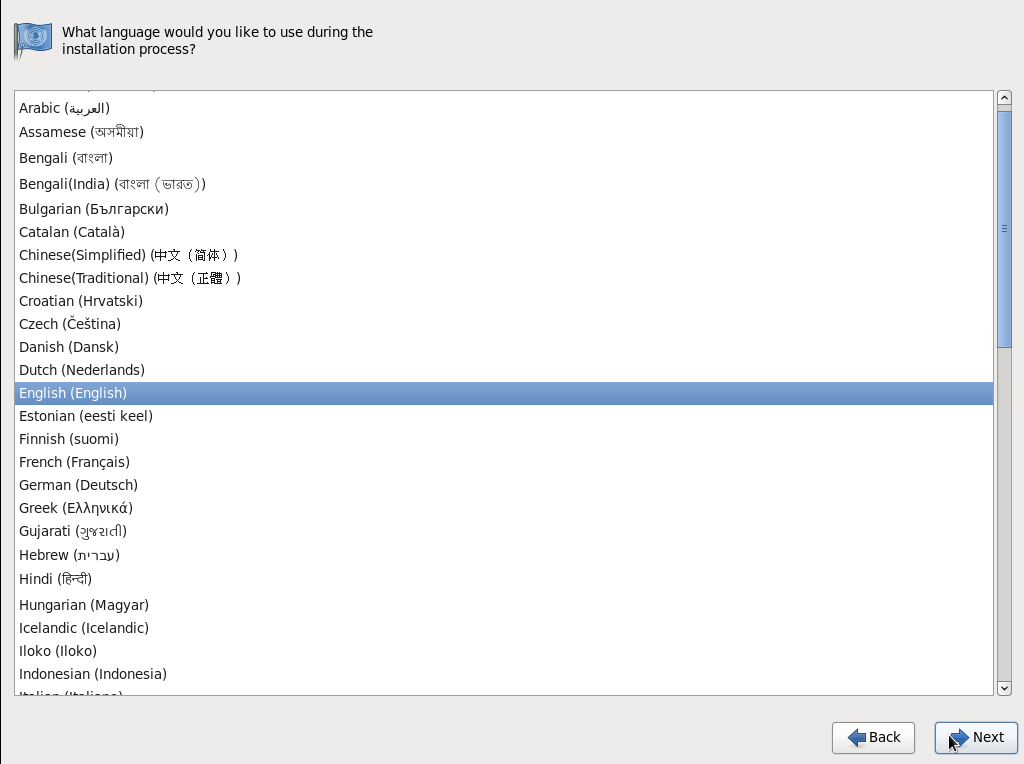 What language would you like to use during the
installation process?
Arabic (العربية)
Assamese (অসমীয়া)
Bengali (বাংলা)
Bengali(India) (বাংলা (ভারত))
Bulgarian (Български)
Catalan (Català)
Chinese(Simplified) (中文（简体）)
Chinese(Traditional) (中文（正體）)
Croatian (Hrvatski)
Czech (Čeština)
Danish (Dansk)
Dutch (Nederlands)
English (English)
Estonian (eesti keel)
Finnish (suomi)
French (Français)
German (Deutsch)
Greek (Ελληνικά)
Gujarati (ગુજરાતી)
Hebrew (עברית)
Hindi (हिन्दी)
Hungarian (Magyar)
Icelandic (Icelandic)
Iloko (Iloko)
Indonesian (Indonesia)
Italian (Italiano)
Back
Next